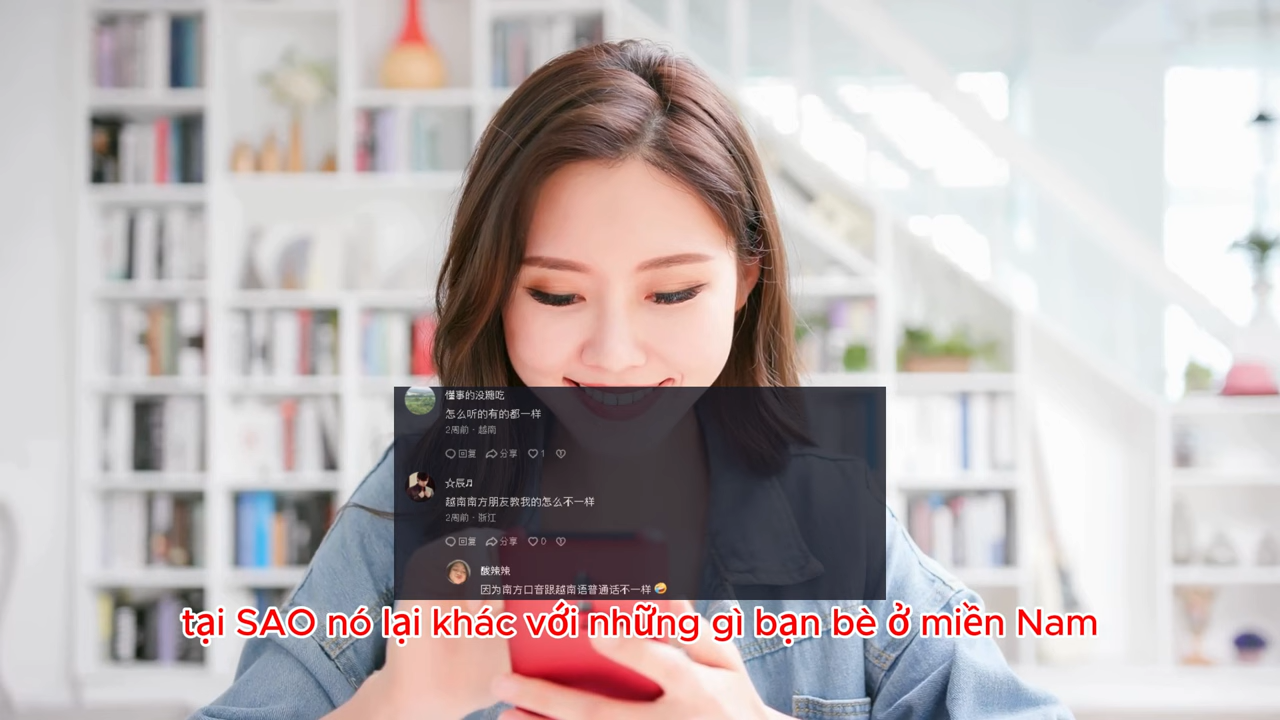 懂事的没糖吃
怎么听的有的都一样
2周前 · 越南
回复 分享 1
☆辰♬
越南南方朋友教我的怎么不一样
2周前 · 浙江
回复 分享 0
酸辣辣
因为南方口音跟越南语普通话不一样🤣
tại SAO nó lại khác với những gì bạn bè ở miền Nam